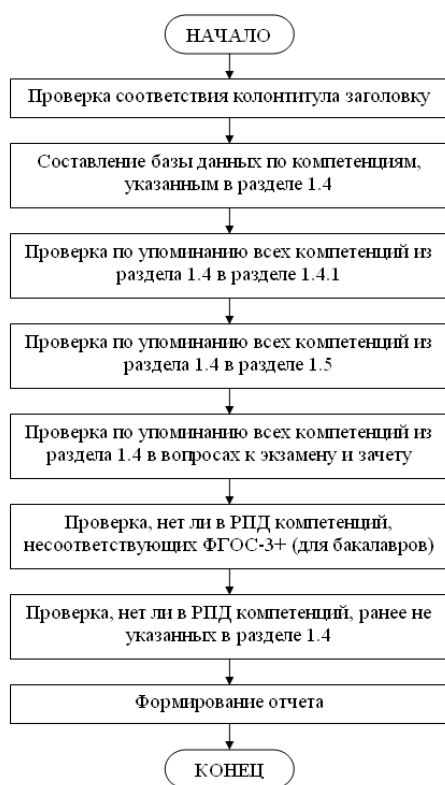 НАЧАЛО
Проверка соответствия колонтитула заголовку
Составление базы данных по компетенциям,
указанным в разделе 1.4
Проверка по упоминанию всех компетенций из
раздела 1.4 в разделе 1.4.1
Проверка по упоминанию всех компетенций из
раздела 1.4 в разделе 1.5
Проверка по упоминанию всех компетенций из
раздела 1.4 в вопросах к экзамену и зачету
Проверка, нет ли в РПД компетенций,
несоответствующих ФГОС-3+ (для бакалавров)
Проверка, нет ли в РПД компетенций, ранее не
указанных в разделе 1.4
Формирование отчета
КОНЕЦ